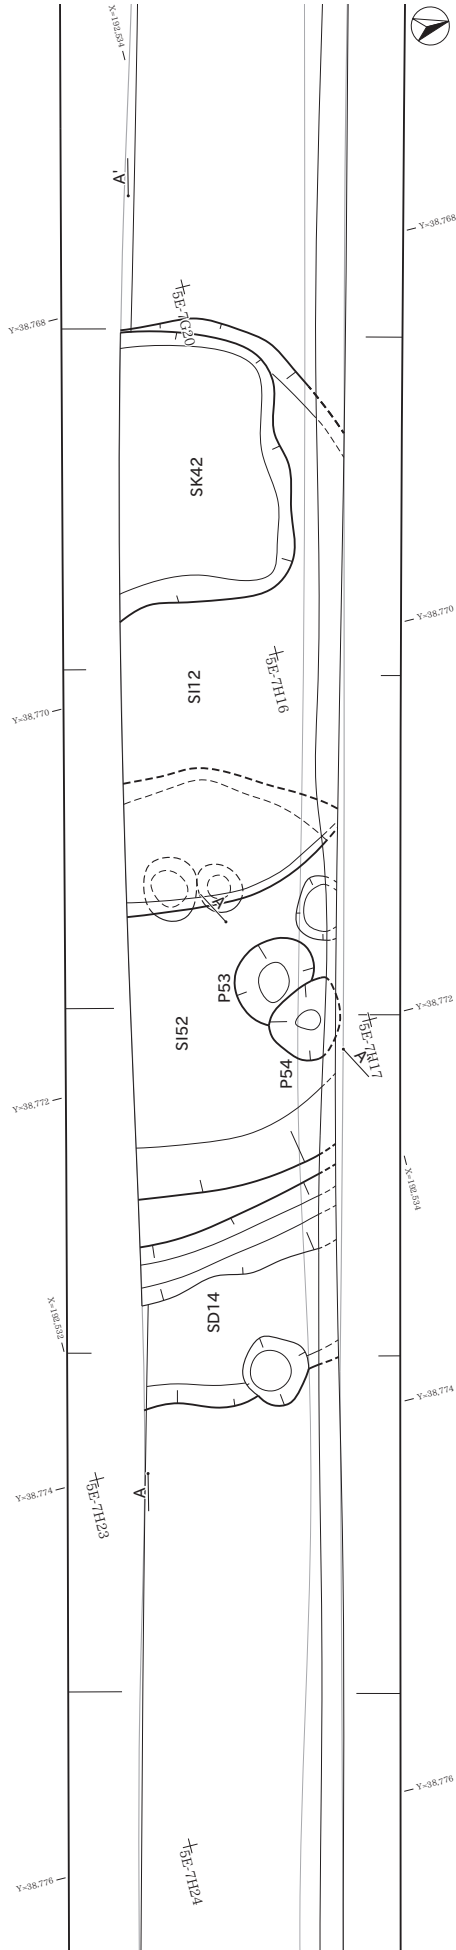 X=192.534
A'
Y=38.768
5E-7G20
Y=38.768
SK42
Y=38.770
5E-7H16
SI12
Y=38.770
A
P53
Y=38.772
SI52
5E-7H17
A'
P54
Y=38.772
X=192.534
SD14
X=192.532
Y=38.774
Y=38.774
5E-7H23
A
Y=38.776
5E-7H24
Y=38.776